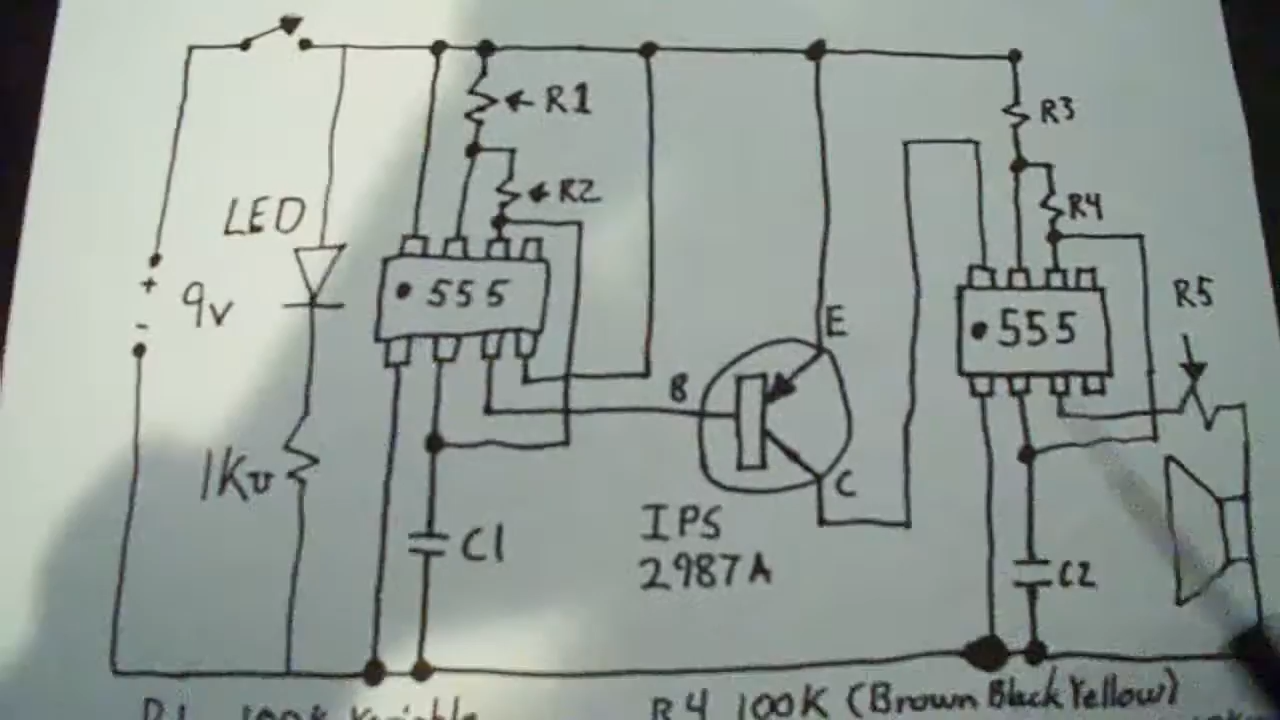 R1
R3
LED
R2
R4
+
9v
-
555
R5
E
555
B
1K
C
IPS
2987A
C1
C2
R1 100K Variable
R4 100K (Brown Black Yellow)